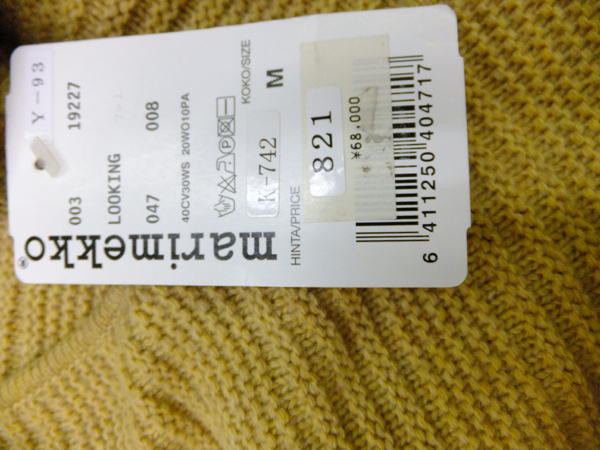 Y-93
003 19227
LOOKING
047 008
40CV30WS 20WO10PA
marimekko®
K-742
KOKO/SIZE
M
HINTA/PRICE
821
¥68,000
6 411250 404717